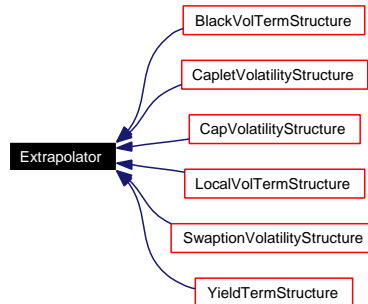 BlackVolTermStructure
CapletVolatilityStructure
CapVolatilityStructure
Extrapolator
LocalVolTermStructure
SwaptionVolatilityStructure
YieldTermStructure